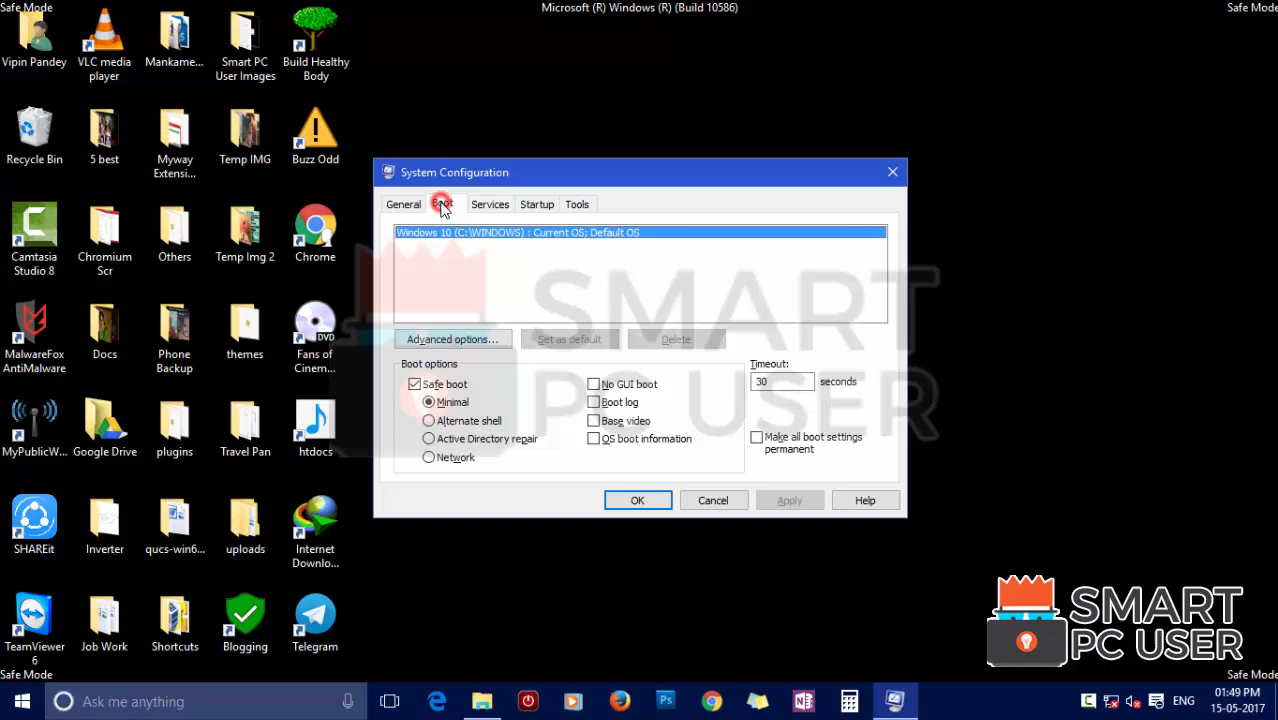 Safe Mode
Microsoft (R) Windows (R) (Build 10586)
Safe Mode
Vipin Pandey
VLC media
player
Mankame...
Smart PC
User Images
Build Healthy
Body
Recycle Bin
5 best
Myway
Extensi...
Temp IMG
Buzz Odd
Camtasia
Studio 8
Chromium
Scr
Others
Temp Img 2
Chrome
MalwareFox
AntiMalware
Docs
Phone
Backup
themes
DVD
Fans of
Cinem...
MyPublicW...
Google Drive
plugins
Travel Pan
htdocs
SHAREit
Inverter
qucs-win6...
uploads
Internet
Downlo...
TeamViewer
6
Job Work
Shortcuts
Blogging
Telegram
System Configuration
General
Boot
Services
Startup
Tools
Windows 10 (C:\WINDOWS) : Current OS; Default OS
Advanced options...
Set as default
Delete
Boot options
Safe boot
Minimal
Alternate shell
Active Directory repair
Network
No GUI boot
Boot log
Base video
OS boot information
Timeout:
30 seconds
Make all boot settings
permanent
OK
Cancel
Apply
Help
SMART
PC USER
SMART
PC USER
Safe Mode
Safe Mode
Ask me anything
Ps
ENG
01:49 PM
15-05-2017